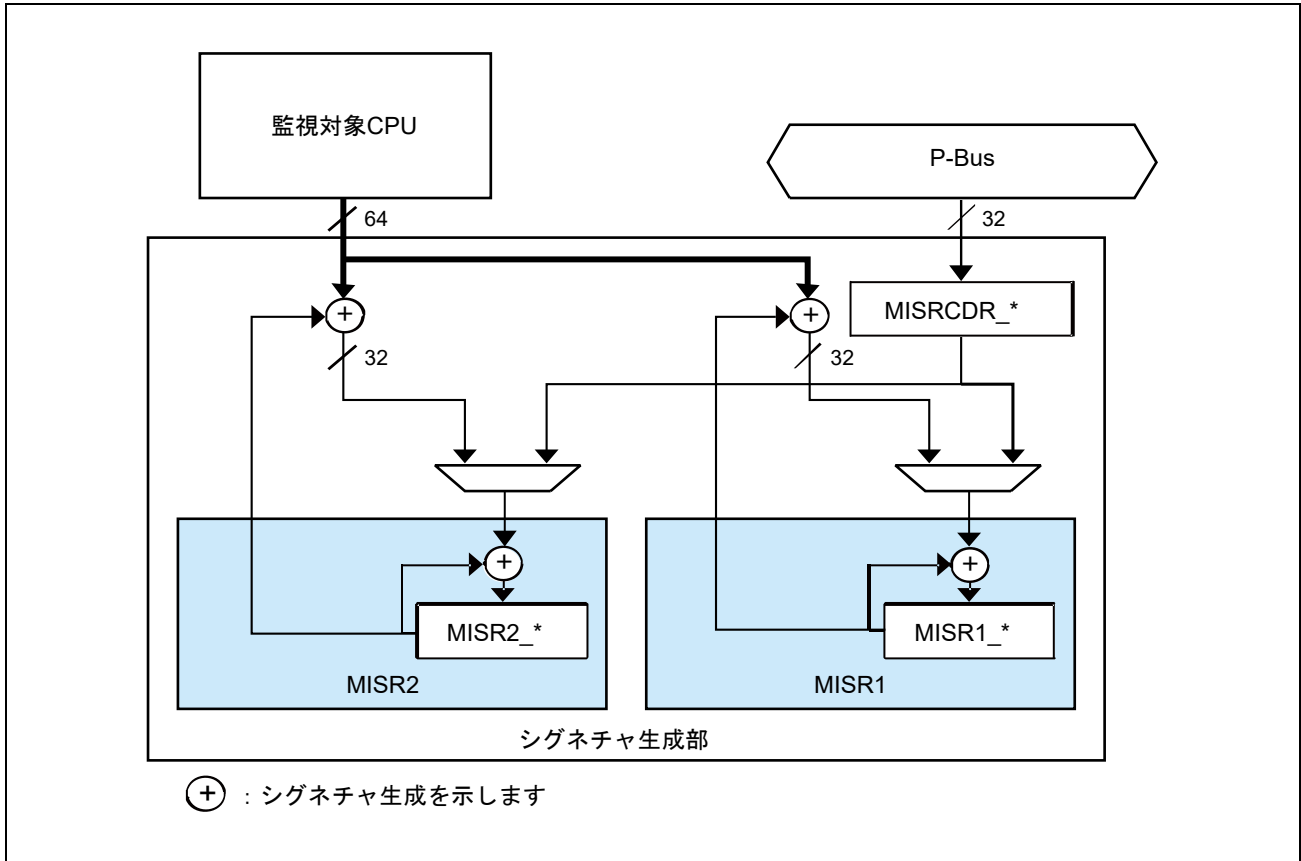 監視対象CPU
P-Bus
64
32
MISRCDR_*
+
+
32
32
+
+
MISR2_*
MISR1_*
MISR2
MISR1
シグネチャ生成部
+ : シグネチャ生成を示します